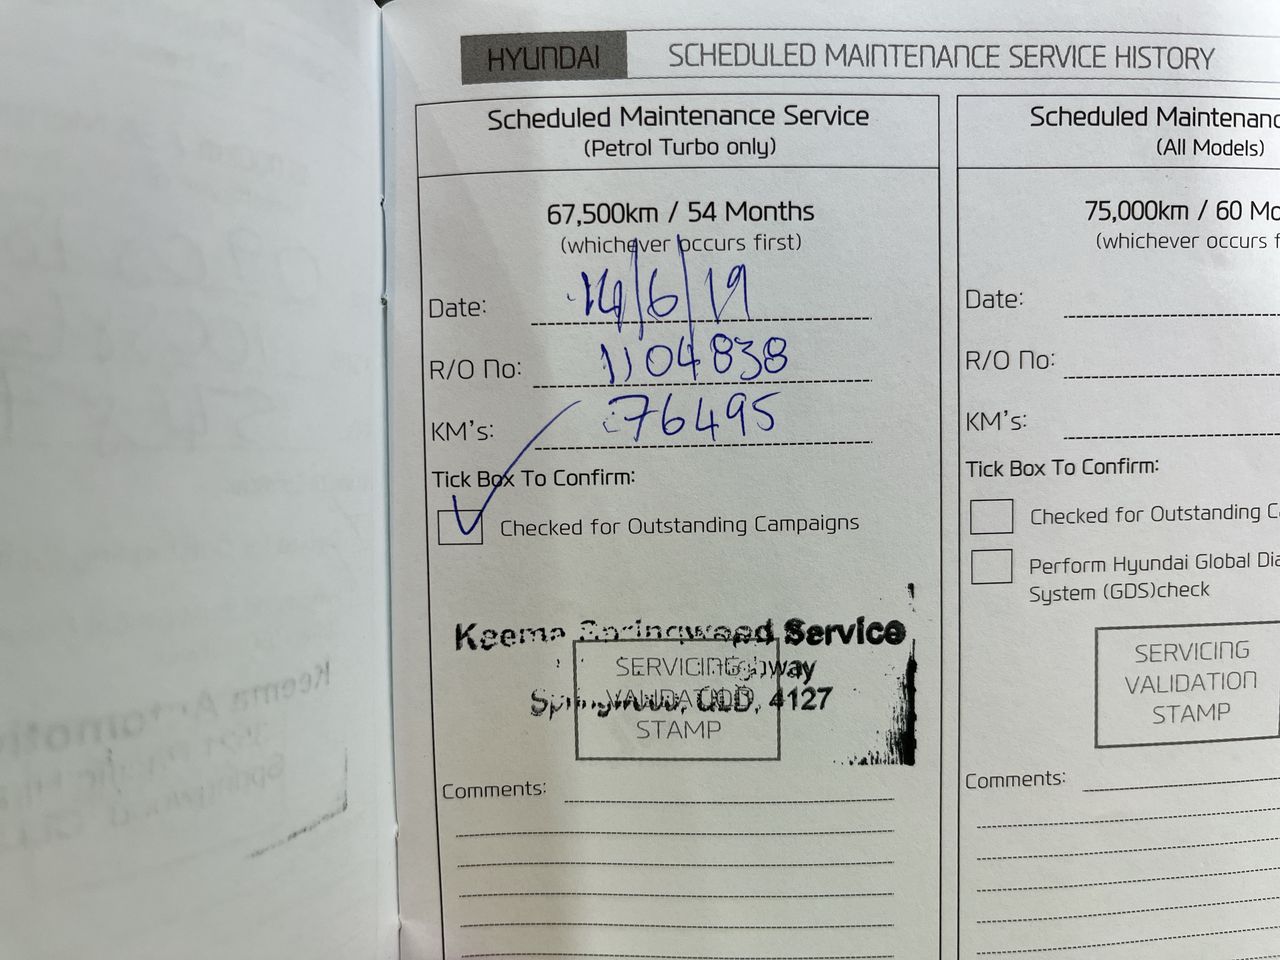 HYUNDAI SCHEDULED MAINTENANCE SERVICE HISTORY
Scheduled Maintenance Service
(Petrol Turbo only)
67,500km / 54 Months
(whichever occurs first)
Date: 14/6/19
R/O No: 1104838
KM's: 76495
Tick Box To Confirm:
Checked for Outstanding Campaigns
Keema Springwood Service
SERVICING
VALIDATION
STAMP
Springwood, QLD, 4127
Comments:
Scheduled
(All Models)
75,000km / 60
(whichever occurs
Date:
R/O No:
KM's:
Tick Box To Confirm:
Checked for Outstanding
Perform Hyundai Global
System (GDS)check
SERVICING
VALIDATION
STAMP
Comments: